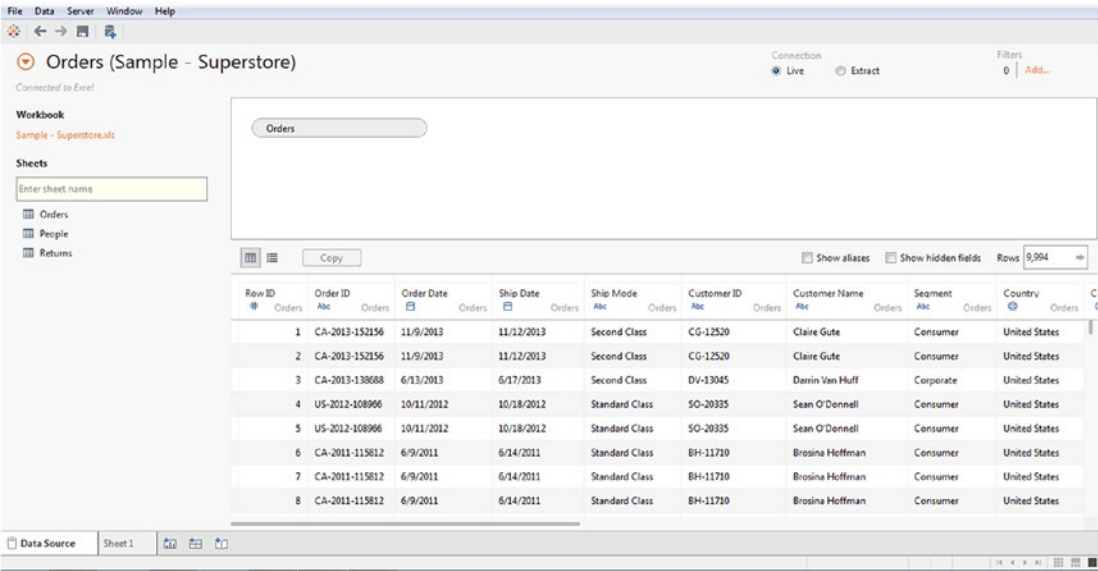 File Data Server Window Help
Orders (Sample - Superstore)
Connection
Live Extract
Filters
0 Add...
Connected to Excel
Workbook
Sample - Superstore.xls
Sheets
Enter sheet name
Orders
People
Returns
Orders
Copy
Show aliases Show hidden fields Rows 9,994
Row ID Order ID Order Date Ship Date Ship Mode Customer ID Customer Name Segment Country C
# Orders Abc Orders Orders Orders Abc Orders Abc Orders Abc Orders Abc Orders Orders
1 CA-2013-152156 11/9/2013 11/12/2013 Second Class CG-12520 Claire Gute Consumer United States
2 CA-2013-152156 11/9/2013 11/12/2013 Second Class CG-12520 Claire Gute Consumer United States
3 CA-2013-138688 6/13/2013 6/17/2013 Second Class DV-13045 Darrin Van Huff Corporate United States
4 US-2012-108966 10/11/2012 10/18/2012 Standard Class SO-20335 Sean O'Donnell Consumer United States
5 US-2012-108966 10/11/2012 10/18/2012 Standard Class SO-20335 Sean O'Donnell Consumer United States
6 CA-2011-115812 6/9/2011 6/14/2011 Standard Class BH-11710 Brosina Hoffman Consumer United States
7 CA-2011-115812 6/9/2011 6/14/2011 Standard Class BH-11710 Brosina Hoffman Consumer United States
8 CA-2011-115812 6/9/2011 6/14/2011 Standard Class BH-11710 Brosina Hoffman Consumer United States
Data Source Sheet 1